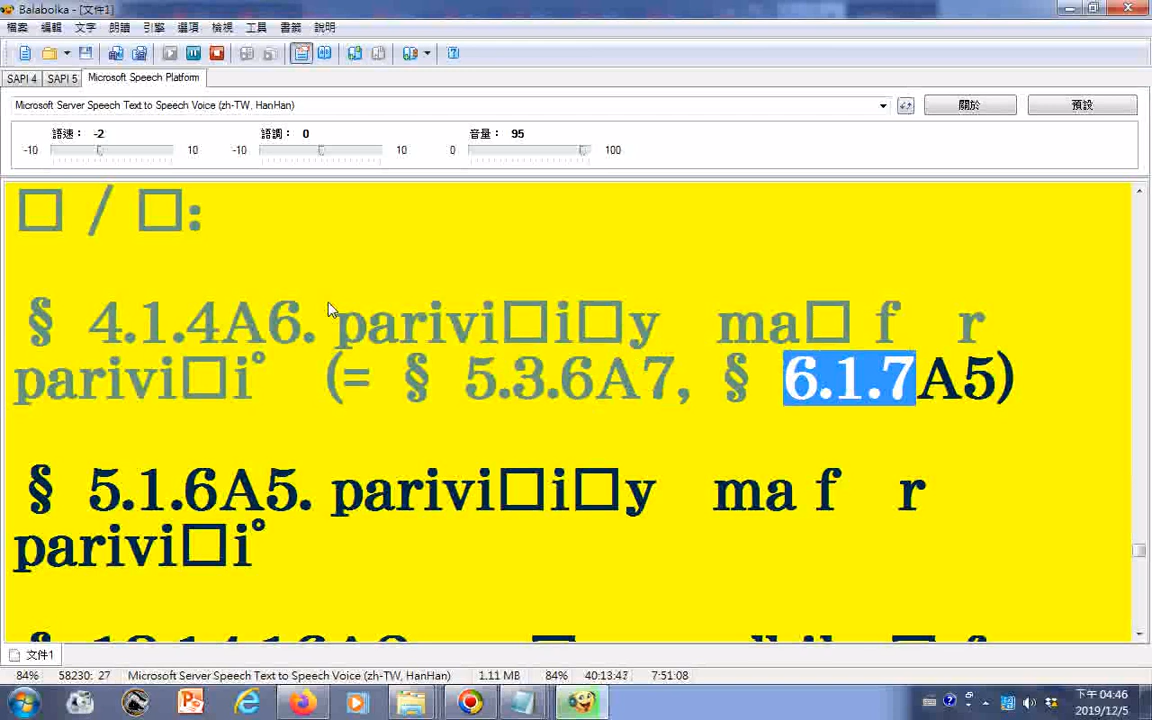 Balabolka - [文件1]
檔案 編輯 文字 朗讀 引擎 選項 檢視 工具 書籤 說明
SAPI 4 SAPI 5 Microsoft Speech Platform
Microsoft Server Speech Text to Speech Voice (zh-TW, HanHan) 關於 預設
語速： -2 語調： 0 音量： 95
-10 10 -10 10 0 100
□ / □:
§ 4.1.4A6. parivi□i□y ma□ f r
parivi□i° (= § 5.3.6A7, § 6.1.7A5)
§ 5.1.6A5. parivi□i□y ma f r
parivi□i°
文件1
84% 58230: 27 Microsoft Server Speech Text to Speech Voice (zh-TW, HanHan) 1.11 MB 84% 40:13:43 7:51:08
下午 04:46
2019/12/5